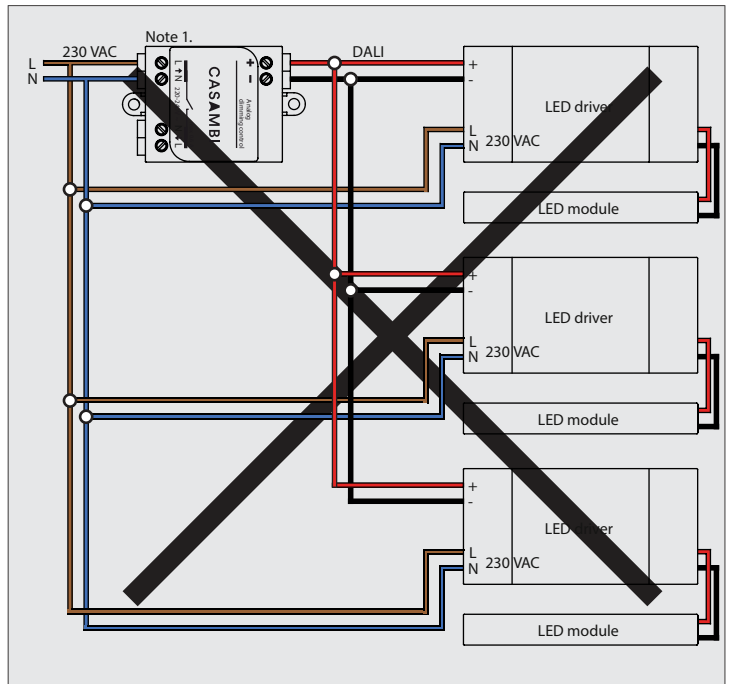 Note 1.
L 230 VAC
N
DALI
+
-
L N
CASAMBI
Analog
dimming control
L
+
-
LED driver
L
N 230 VAC
LED module
+
-
LED driver
L
N 230 VAC
LED module
+
-
LED driver
L
N 230 VAC
LED module